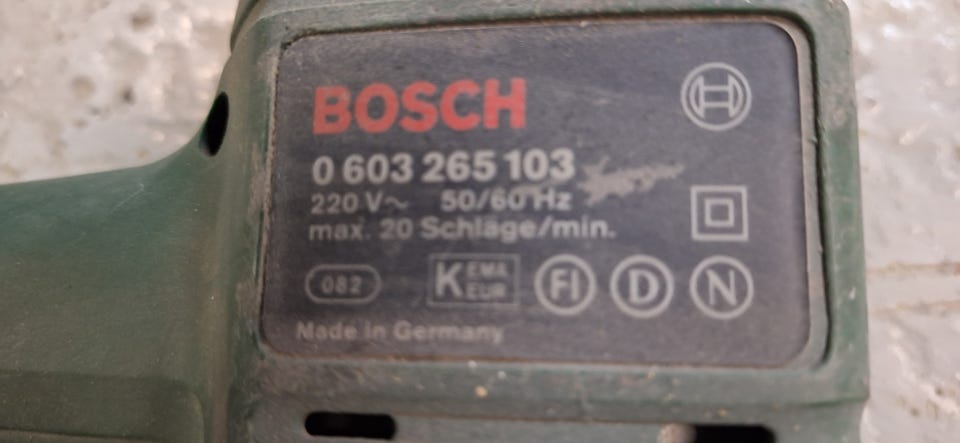 BOSCH
0 603 265 103
220 V~ 50/60 Hz
max. 20 Schläge/min.
082 KEMA KEUR FI D N
Made in Germany